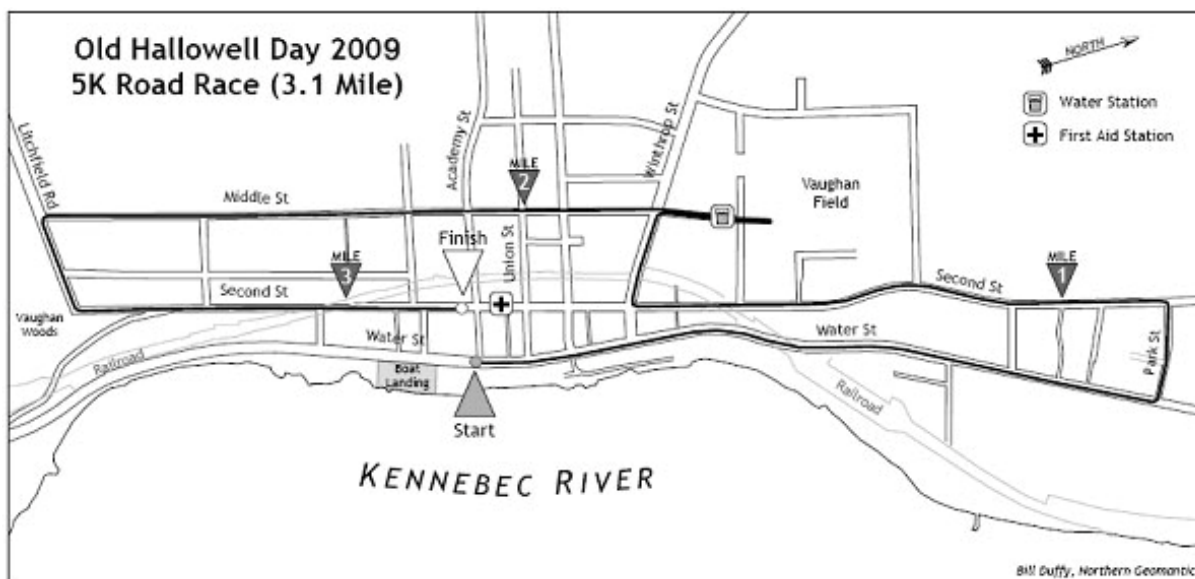 Old Hallowell Day 2009
5K Road Race (3.1 Mile)
NORTH
Water Station
First Aid Station
Litchfield Rd
Academy St
Winthrop St
MILE
2
Middle St
Vaughan
Field
Finish
Union St
MILE
3
Second St
Second St
MILE
1
Vaughan
Woods
Water St
Water St
Park St
Railroad
Boat
Landing
Railroad
Start
KENNEBEC RIVER
Bill Duffy, Northern Geomantic